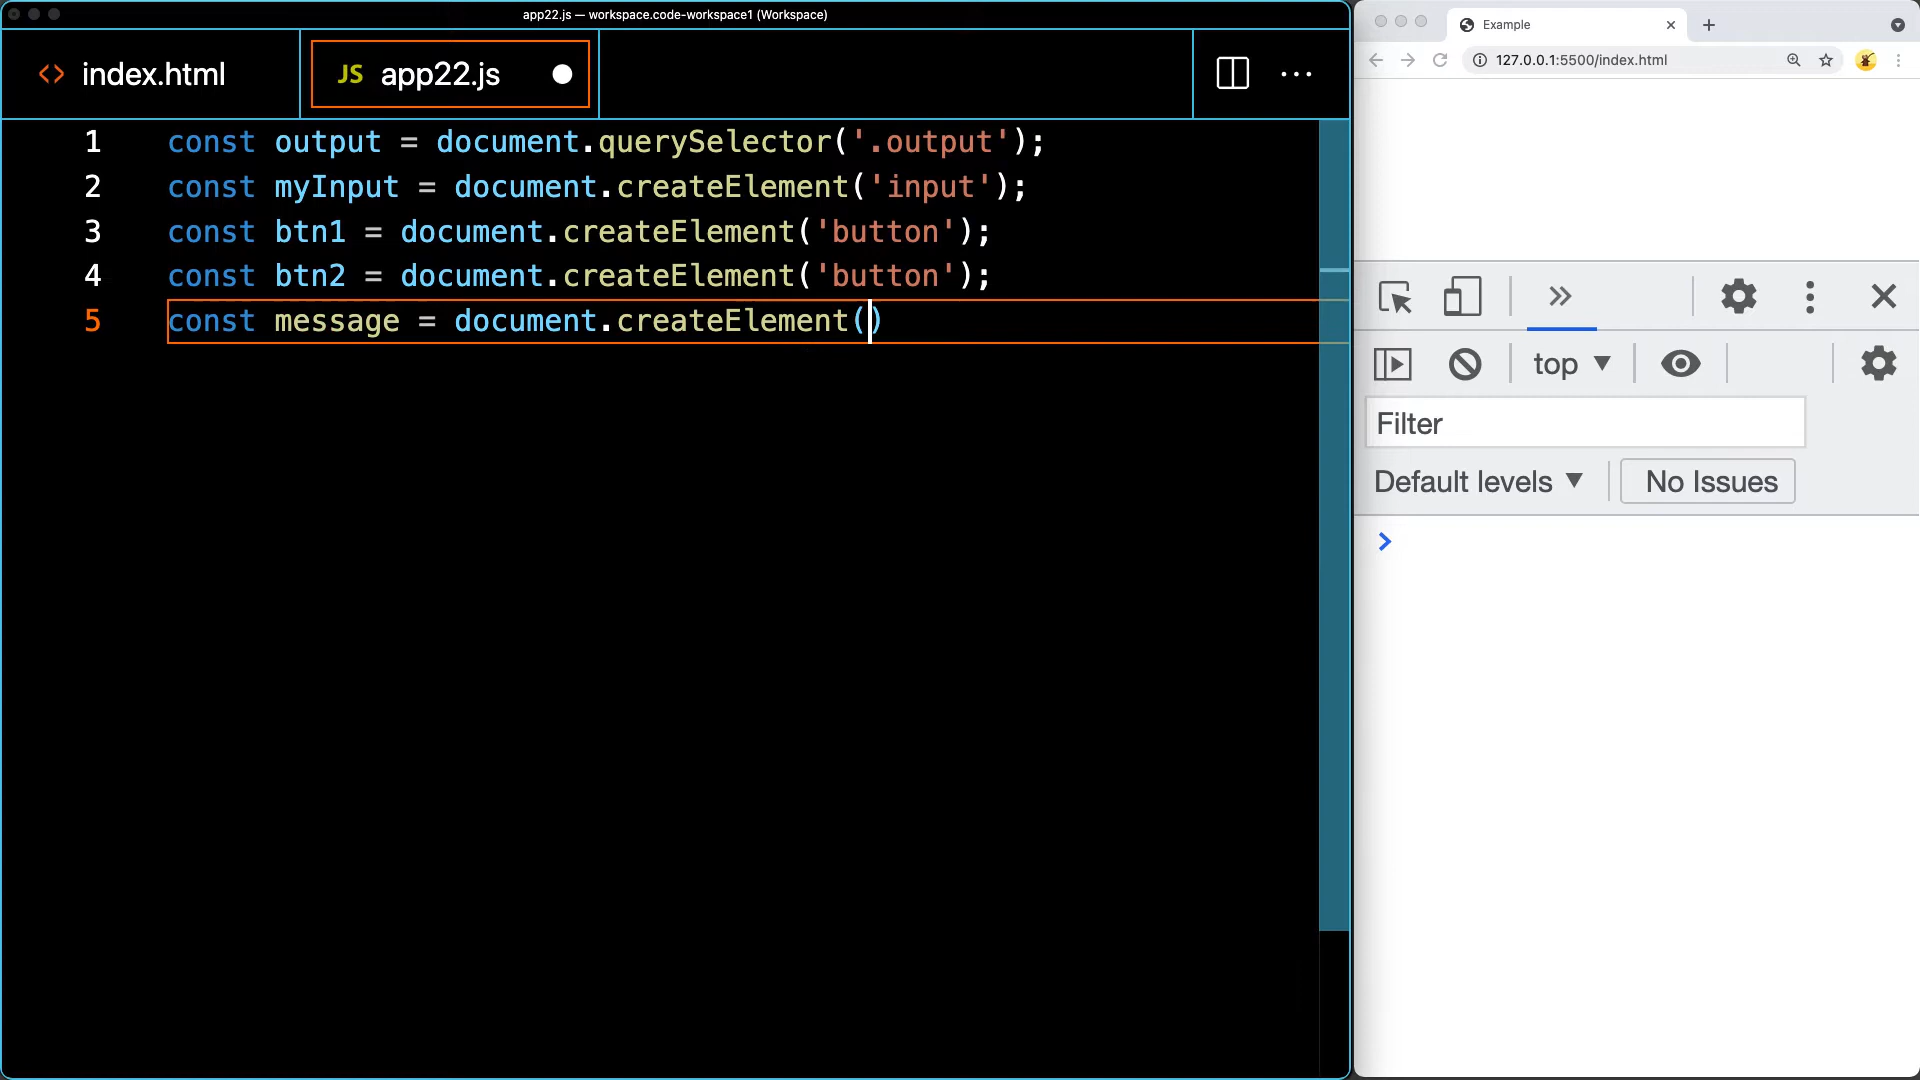 app22.js — workspace.code-workspace1 (Workspace)
<> index.html
JS app22.js
1 const output = document.querySelector('.output');
2 const myInput = document.createElement('input');
3 const btn1 = document.createElement('button');
4 const btn2 = document.createElement('button');
5 const message = document.createElement()
Example
127.0.0.1:5500/index.html
top
Filter
Default levels
No Issues